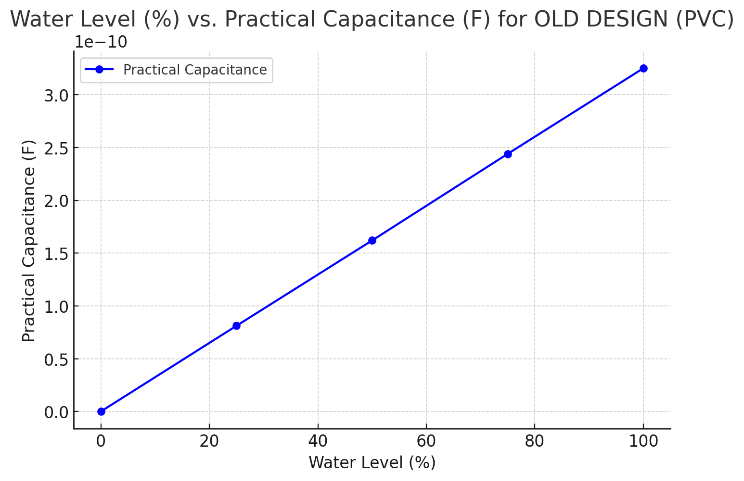 Water Level (%) vs. Practical Capacitance (F) for OLD DESIGN (PVC)
1e−10
Practical Capacitance
3.0
2.5
2.0
1.5
1.0
0.5
0.0
Practical Capacitance (F)
0 20 40 60 80 100
Water Level (%)